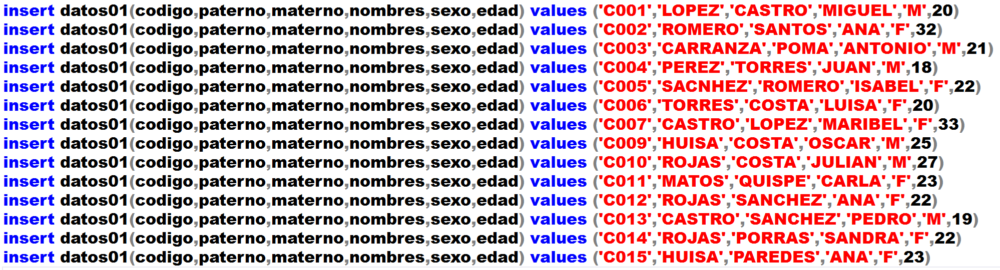 insert datos01(codigo,paterno,materno,nombres,sexo,edad) values ('C001','LOPEZ','CASTRO','MIGUEL','M',20)
insert datos01(codigo,paterno,materno,nombres,sexo,edad) values ('C002','ROMERO','SANTOS','ANA','F',32)
insert datos01(codigo,paterno,materno,nombres,sexo,edad) values ('C003','CARRANZA','POMA','ANTONIO','M',21)
insert datos01(codigo,paterno,materno,nombres,sexo,edad) values ('C004','PEREZ','TORRES','JUAN','M',18)
insert datos01(codigo,paterno,materno,nombres,sexo,edad) values ('C005','SACNHEZ','ROMERO','ISABEL','F',22)
insert datos01(codigo,paterno,materno,nombres,sexo,edad) values ('C006','TORRES','COSTA','LUISA','F',20)
insert datos01(codigo,paterno,materno,nombres,sexo,edad) values ('C007','CASTRO','LOPEZ','MARIBEL','F',33)
insert datos01(codigo,paterno,materno,nombres,sexo,edad) values ('C009','HUISA','COSTA','OSCAR','M',25)
insert datos01(codigo,paterno,materno,nombres,sexo,edad) values ('C010','ROJAS','COSTA','JULIAN','M',27)
insert datos01(codigo,paterno,materno,nombres,sexo,edad) values ('C011','MATOS','QUISPE','CARLA','F',23)
insert datos01(codigo,paterno,materno,nombres,sexo,edad) values ('C012','ROJAS','SANCHEZ','ANA','F',22)
insert datos01(codigo,paterno,materno,nombres,sexo,edad) values ('C013','CASTRO','SANCHEZ','PEDRO','M',19)
insert datos01(codigo,paterno,materno,nombres,sexo,edad) values ('C014','ROJAS','PORRAS','SANDRA','F',22)
insert datos01(codigo,paterno,materno,nombres,sexo,edad) values ('C015','HUISA','PAREDES','ANA','F',23)